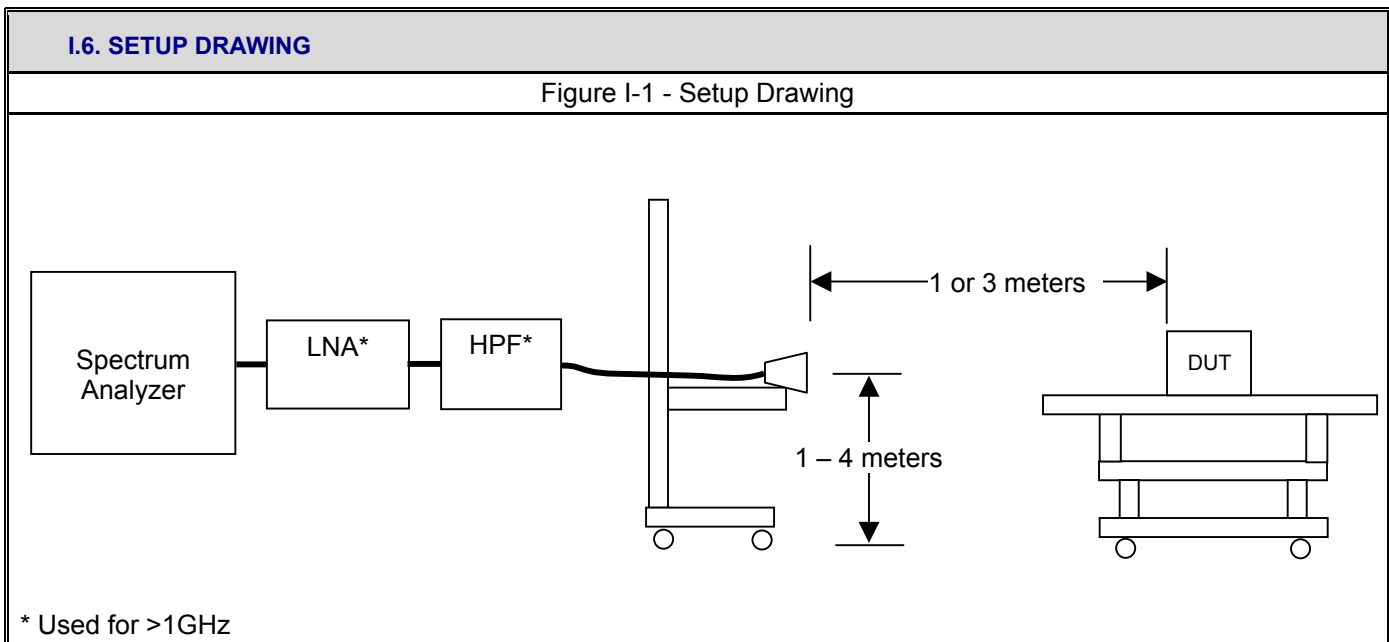 I.6. SETUP DRAWING
Figure I-1 - Setup Drawing
1 or 3 meters
LNA*
HPF*
Spectrum
Analyzer
DUT
1 – 4 meters
* Used for >1GHz